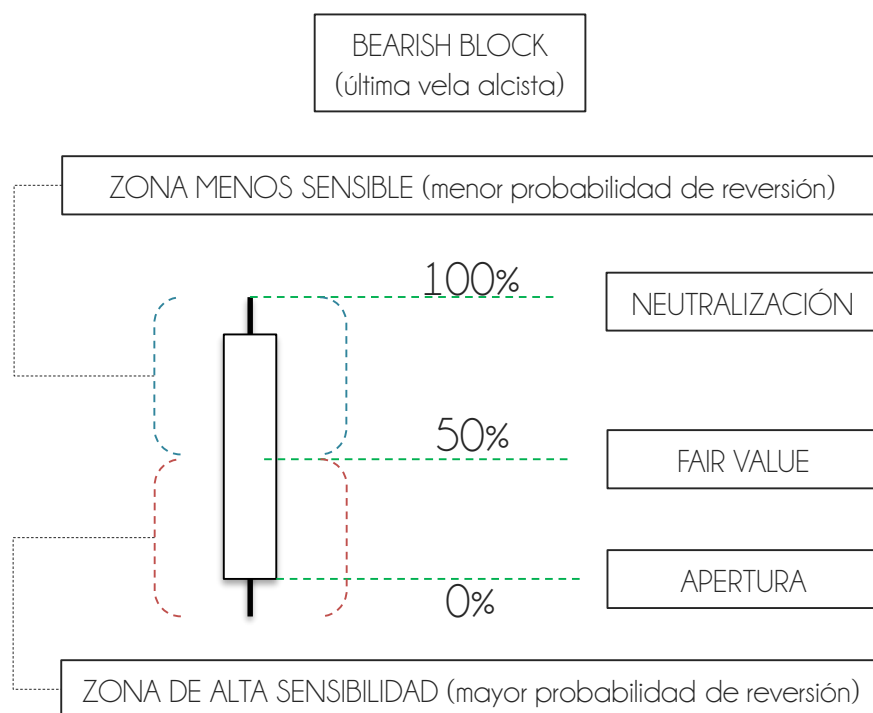 BEARISH BLOCK
(última vela alcista)
ZONA MENOS SENSIBLE (menor probabilidad de reversión)
100%
NEUTRALIZACIÓN
50%
FAIR VALUE
APERTURA
0%
ZONA DE ALTA SENSIBILIDAD (mayor probabilidad de reversión)